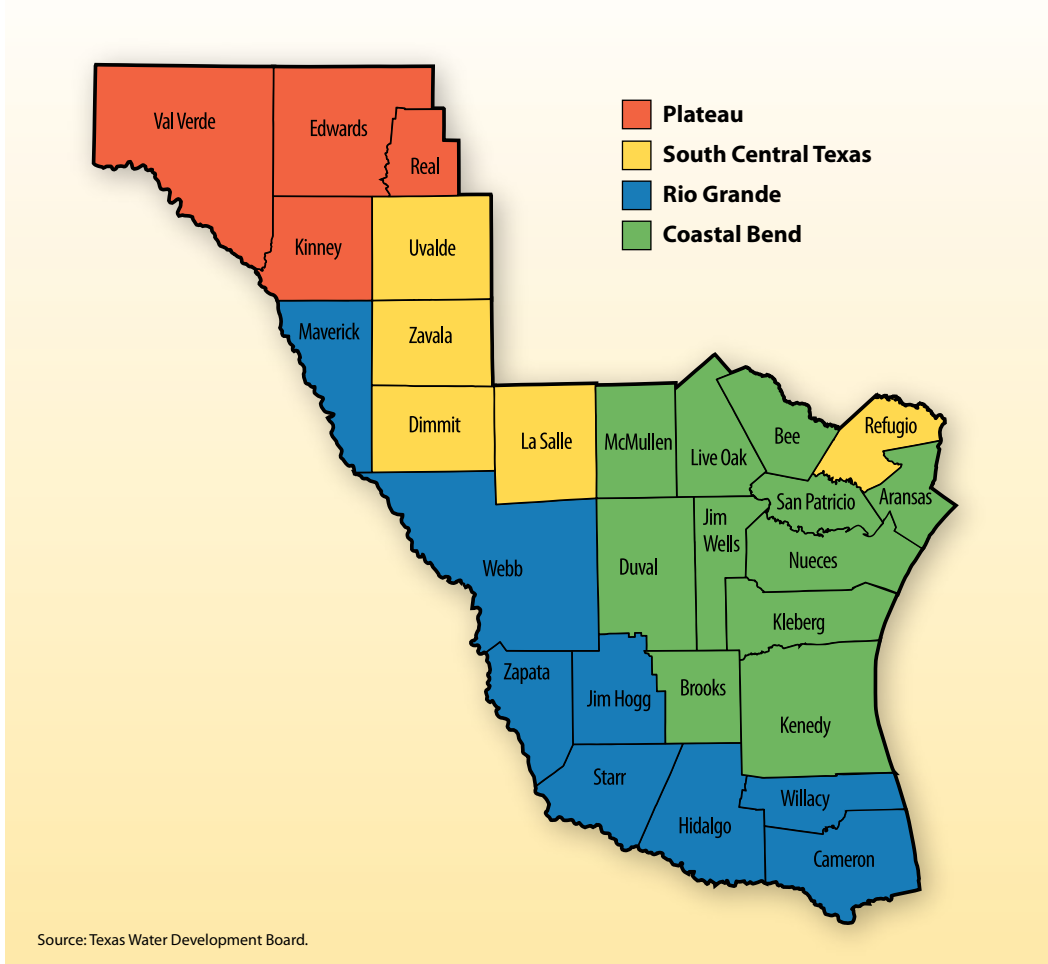 Plateau
South Central Texas
Rio Grande
Coastal Bend
Val Verde
Edwards
Real
Kinney
Uvalde
Maverick
Zavala
Dimmit
La Salle
McMullen
Live Oak
Bee
Refugio
San Patricio
Aransas
Webb
Duval
Jim
Wells
Nueces
Kleberg
Zapata
Jim Hogg
Brooks
Kenedy
Starr
Hidalgo
Willacy
Cameron
Source: Texas Water Development Board.